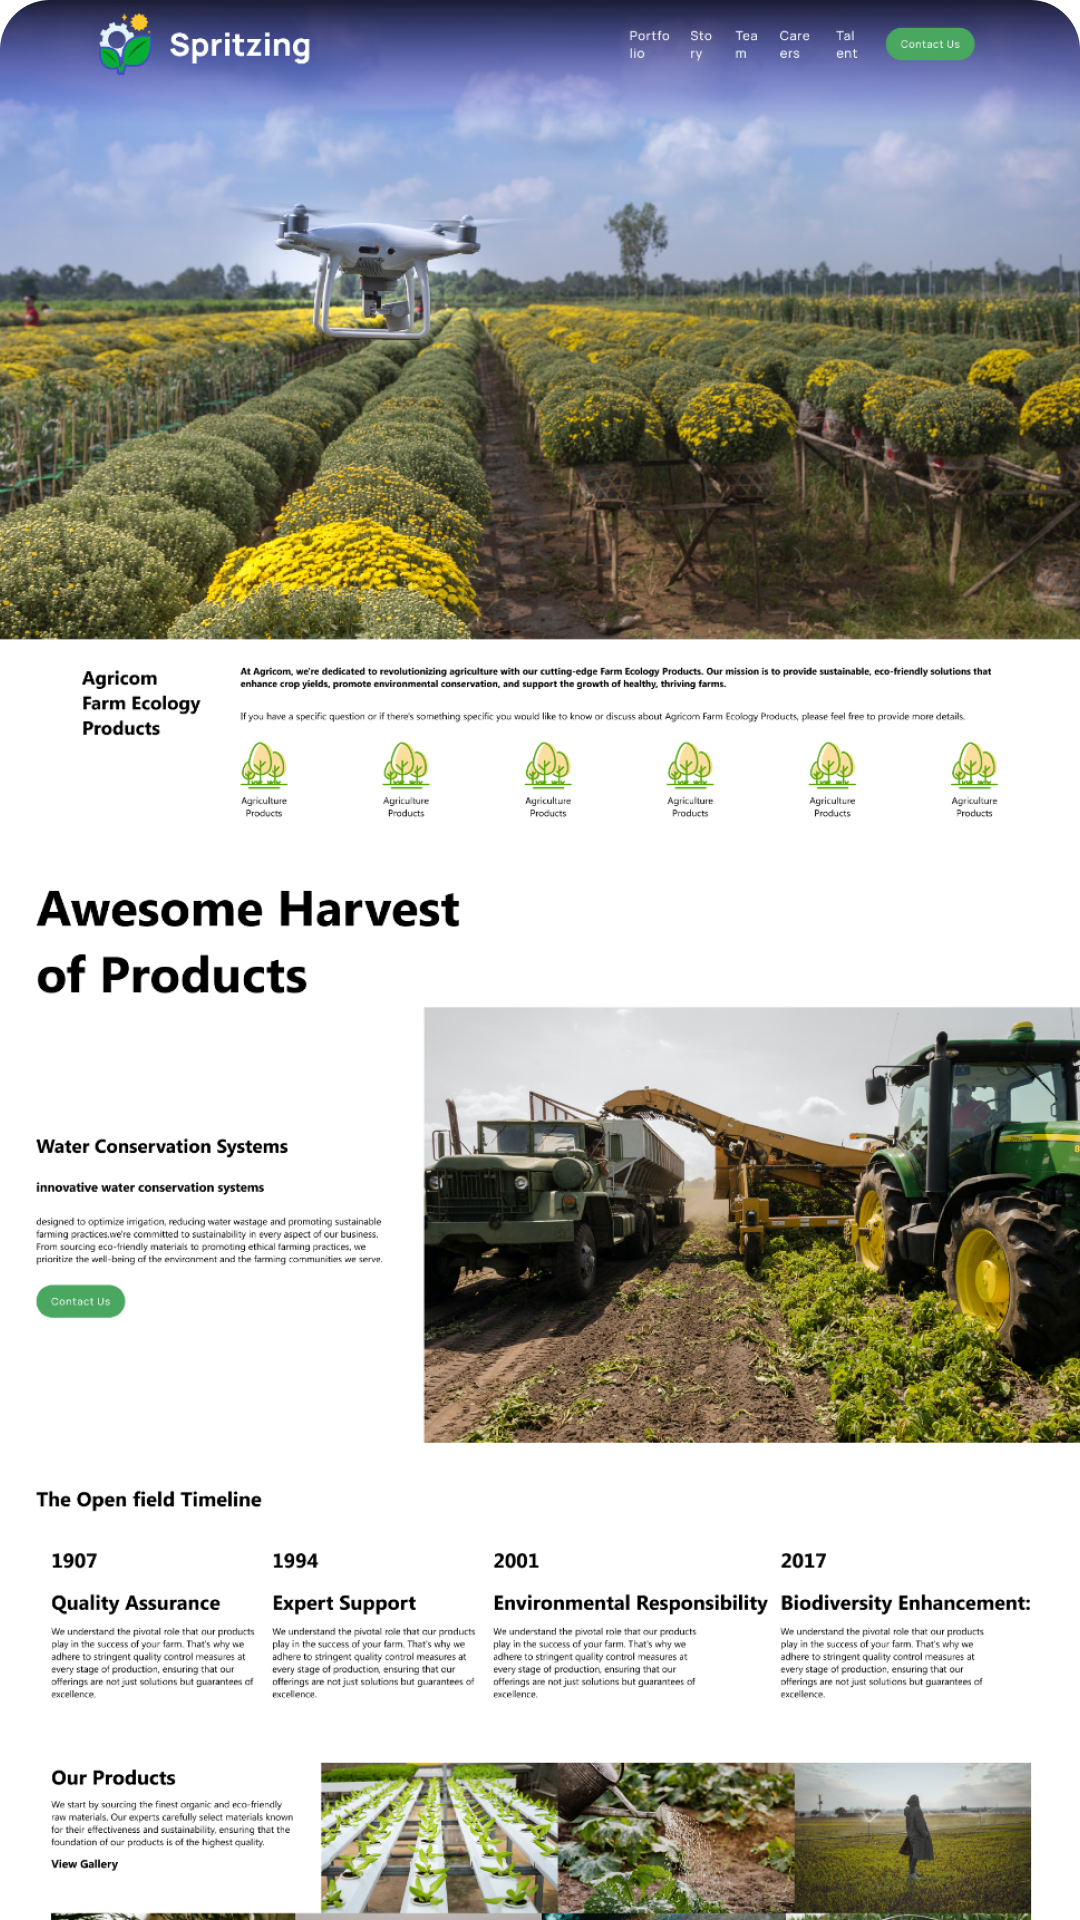 Spritzing
Portfo
lio
Sto
ry
Tea
m
Care
ers
Tal
ent
Contact Us
Agricom
Farm Ecology
Products
At Agricom, we're dedicated to revolutionizing agriculture with our cutting-edge Farm Ecology Products. Our mission is to provide sustainable, eco-friendly solutions that
enhance crop yields, promote environmental conservation, and support the growth of healthy, thriving farms.
If you have a specific question or if there's something specific you would like to know or discuss about Agricom Farm Ecology Products, please feel free to provide more details.
Agriculture
Products
Agriculture
Products
Agriculture
Products
Agriculture
Products
Agriculture
Products
Agriculture
Products
Awesome Harvest
of Products
Water Conservation Systems
innovative water conservation systems
designed to optimize irrigation, reducing water wastage and promoting sustainable
farming practices.we're committed to sustainability in every aspect of our business.
From sourcing eco-friendly materials to promoting ethical farming practices, we
prioritize the well-being of the environment and the farming communities we serve.
Contact Us
The Open field Timeline
1907
Quality Assurance
We understand the pivotal role that our products
play in the success of your farm. That's why we
adhere to stringent quality control measures at
every stage of production, ensuring that our
offerings are not just solutions but guarantees of
excellence.
1994
Expert Support
We understand the pivotal role that our products
play in the success of your farm. That's why we
adhere to stringent quality control measures at
every stage of production, ensuring that our
offerings are not just solutions but guarantees of
excellence.
2001
Environmental Responsibility
We understand the pivotal role that our products
play in the success of your farm. That's why we
adhere to stringent quality control measures at
every stage of production, ensuring that our
offerings are not just solutions but guarantees of
excellence.
2017
Biodiversity Enhancement:
We understand the pivotal role that our products
play in the success of your farm. That's why we
adhere to stringent quality control measures at
every stage of production, ensuring that our
offerings are not just solutions but guarantees of
excellence.
Our Products
We start by sourcing the finest organic and eco-friendly
raw materials. Our experts carefully select materials known
for their effectiveness and sustainability, ensuring that the
foundation of our products is of the highest quality.
View Gallery